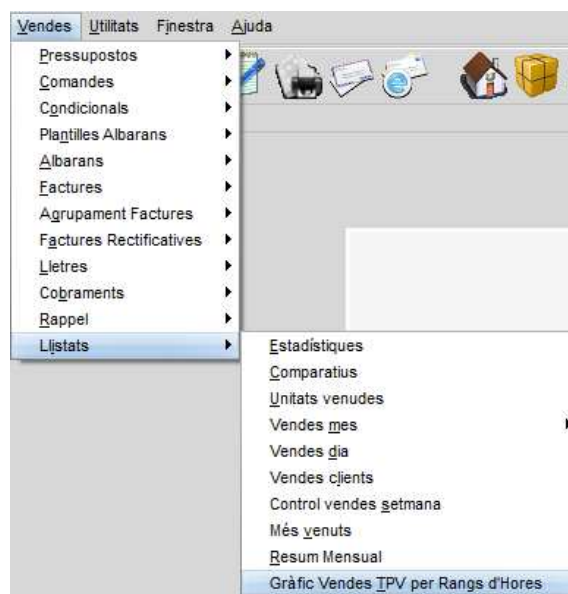 Vendes Utilitats Finestra Ajuda
Pressupostos
Comandes
Condicionals
Plantilles Albarans
Albarans
Factures
Agrupament Factures
Factures Rectificatives
Lletres
Cobraments
Rappel
Llistats
Estadístiques
Comparatius
Unitats venudes
Vendes mes
Vendes dia
Vendes clients
Control vendes setmana
Més venuts
Resum Mensual
Gràfic Vendes TPV per Rangs d'Hores